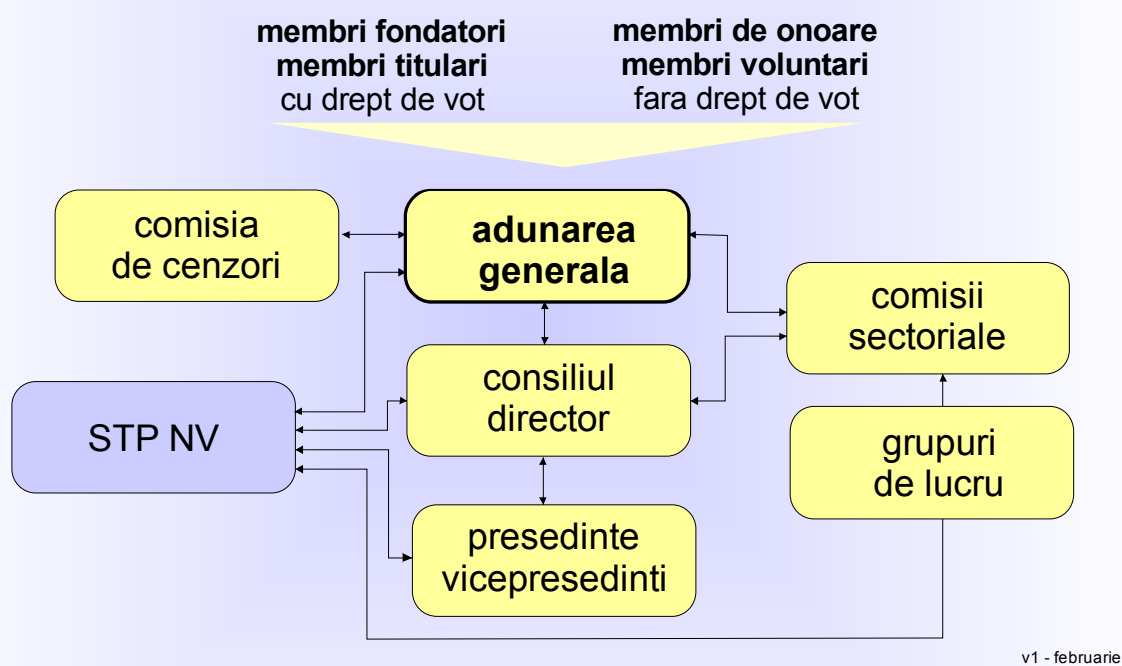 membri fondatori
membri titulari
cu drept de vot
membri de onoare
membri voluntari
fara drept de vot
comisia
de cenzori
adunarea
generala
comisii
sectoriale
consiliul
director
STP NV
grupuri
de lucru
presedinte
vicepresedinti
v1 - februarie